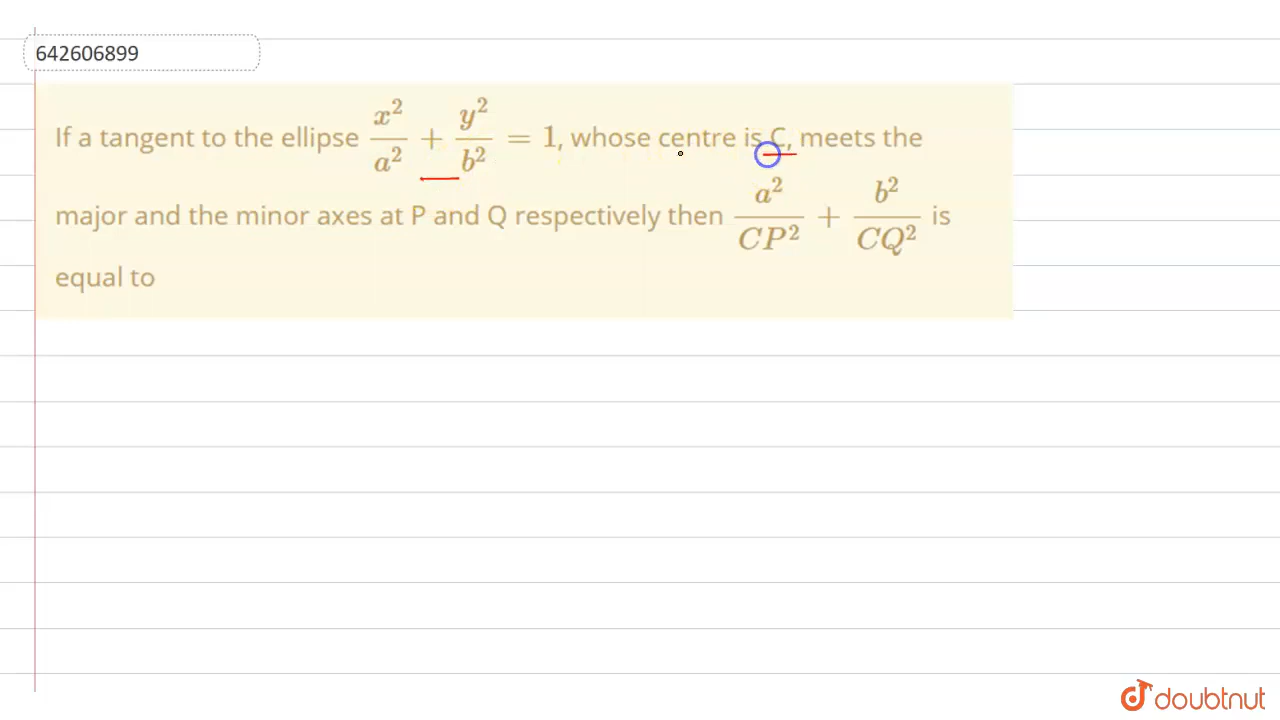 642606899
If a tangent to the ellipse x²/a² + y²/b² = 1, whose centre is C, meets the
major and the minor axes at P and Q respectively then a²/CP² + b²/CQ² is
equal to
doubtnut